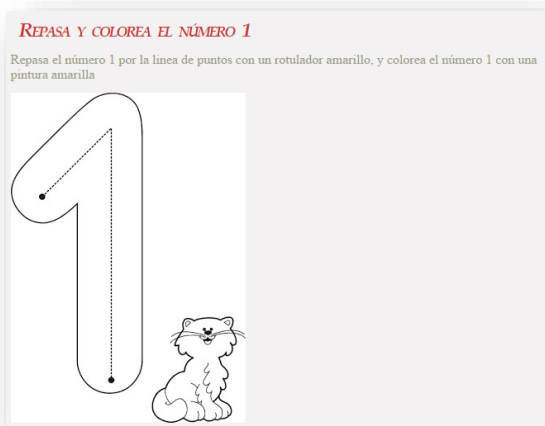 Repasa y colorea el número 1
Repasa el número 1 por la linea de puntos con un rotulador amarillo, y colorea el número 1 con una
pintura amarilla
1